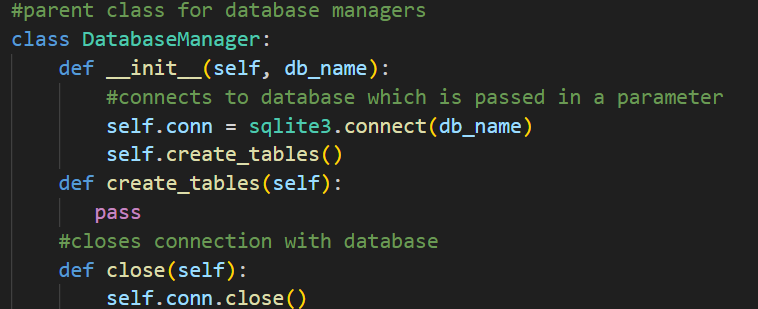 #parent class for database managers
class DatabaseManager:
    def __init__(self, db_name):
        #connects to database which is passed in a parameter
        self.conn = sqlite3.connect(db_name)
        self.create_tables()
    def create_tables(self):
       pass
    #closes connection with database
    def close(self):
        self.conn.close()